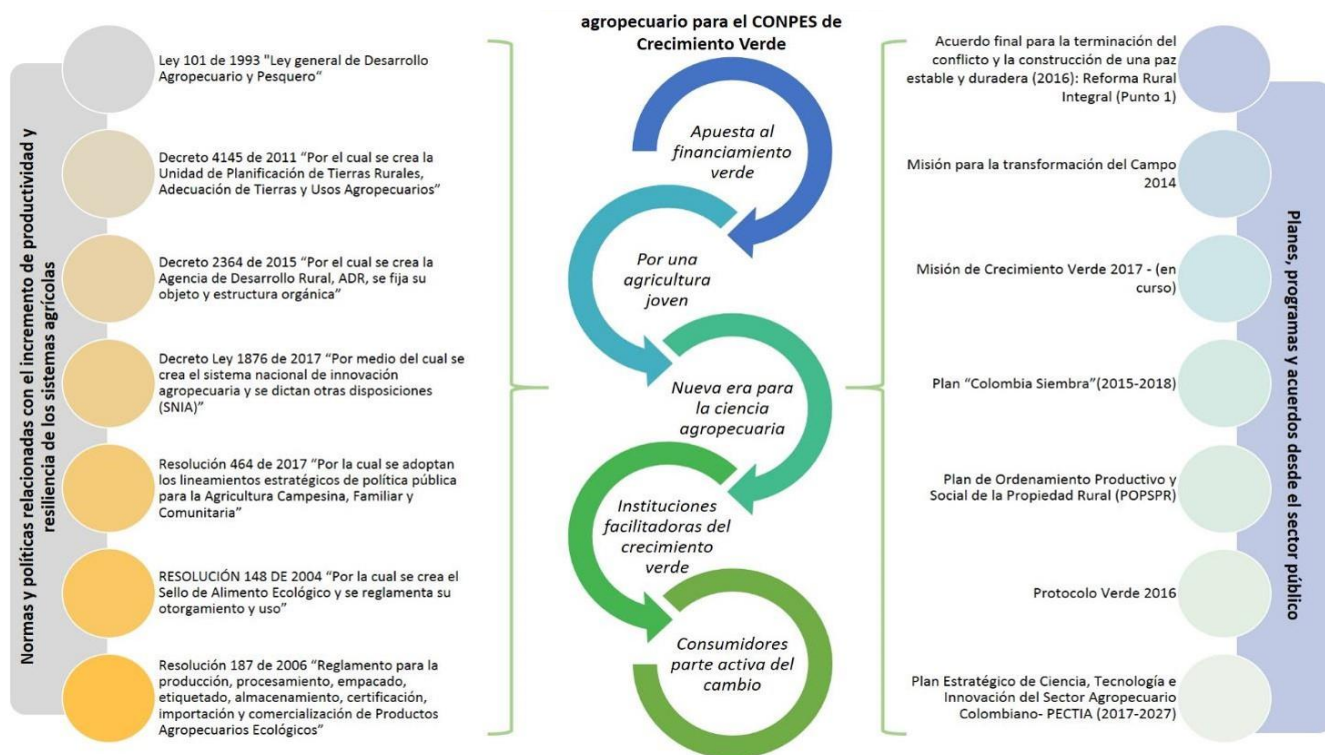 Normas y políticas relacionadas con el incremento de productividad y
resiliencia de los sistemas agrícolas
Ley 101 de 1993 "Ley general de Desarrollo
Agropecuario y Pesquero“
Decreto 4145 de 2011 “Por el cual se crea la
Unidad de Planificación de Tierras Rurales,
Adecuación de Tierras y Usos Agropecuarios”
Decreto 2364 de 2015 “Por el cual se crea la
Agencia de Desarrollo Rural, ADR, se fija su
objeto y estructura orgánica”
Decreto Ley 1876 de 2017 “Por medio del cual se
crea el sistema nacional de innovación
agropecuaria y se dictan otras disposiciones
(SNIA)”
Resolución 464 de 2017 “Por la cual se adoptan
los lineamientos estratégicos de política pública
para la Agricultura Campesina, Familiar y
Comunitaria”
RESOLUCIÓN 148 DE 2004 “Por la cual se crea el
Sello de Alimento Ecológico y se reglamenta su
otorgamiento y uso”
Resolución 187 de 2006 “Reglamento para la
producción, procesamiento, empacado,
etiquetado, almacenamiento, certificación,
importación y comercialización de Productos
Agropecuarios Ecológicos”
agropecuario para el CONPES de
Crecimiento Verde
Apuesta al
financiamiento
verde
Por una
agricultura
joven
Nueva era para
la ciencia
agropecuaria
Instituciones
facilitadoras del
crecimiento
verde
Consumidores
parte activa del
cambio
Acuerdo final para la terminación del
conflicto y la construcción de una paz
estable y duradera (2016): Reforma Rural
Integral (Punto 1)
Misión para la transformación del Campo
2014
Misión de Crecimiento Verde 2017 - (en
curso)
Plan “Colombia Siembra”(2015-2018)
Plan de Ordenamiento Productivo y
Social de la Propiedad Rural (POPSPR)
Protocolo Verde 2016
Plan Estratégico de Ciencia, Tecnología e
Innovación del Sector Agropecuario
Colombiano- PECTIA (2017-2027)
Planes, programas y acuerdos desde el sector público